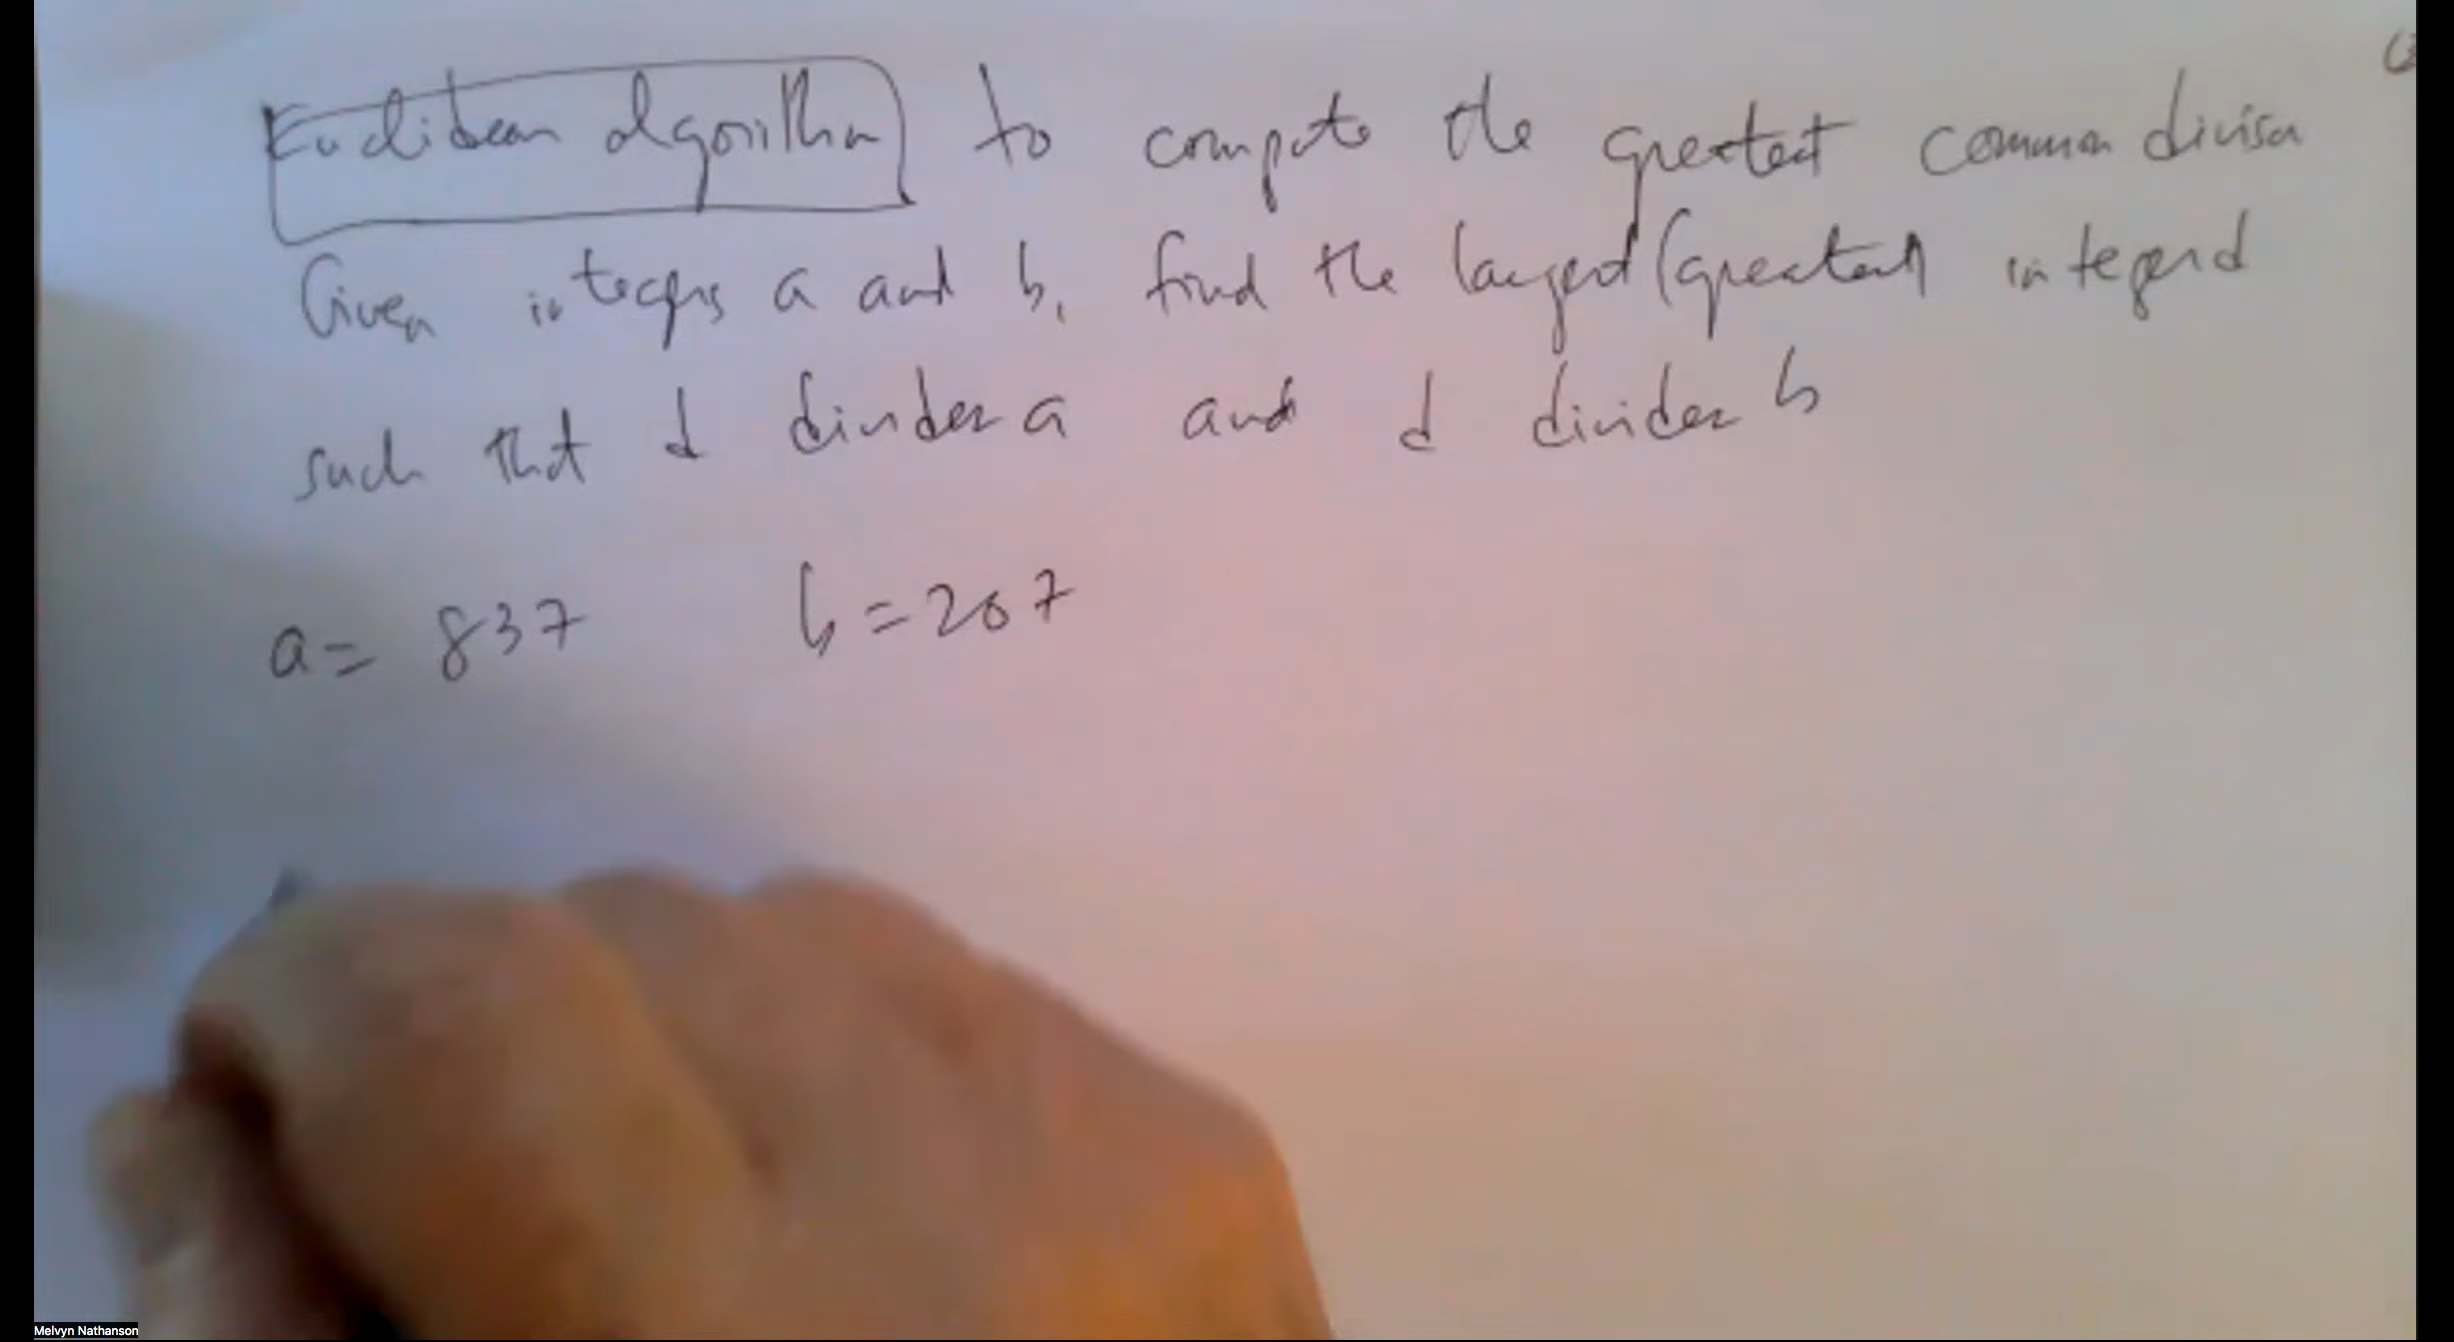 Euclidean algorithm to compute the greatest common divisor
Given integers a and b, find the largest (greatest) integer d
such that d divides a and d divides b
a = 837 b = 207
Melvyn Nathanson